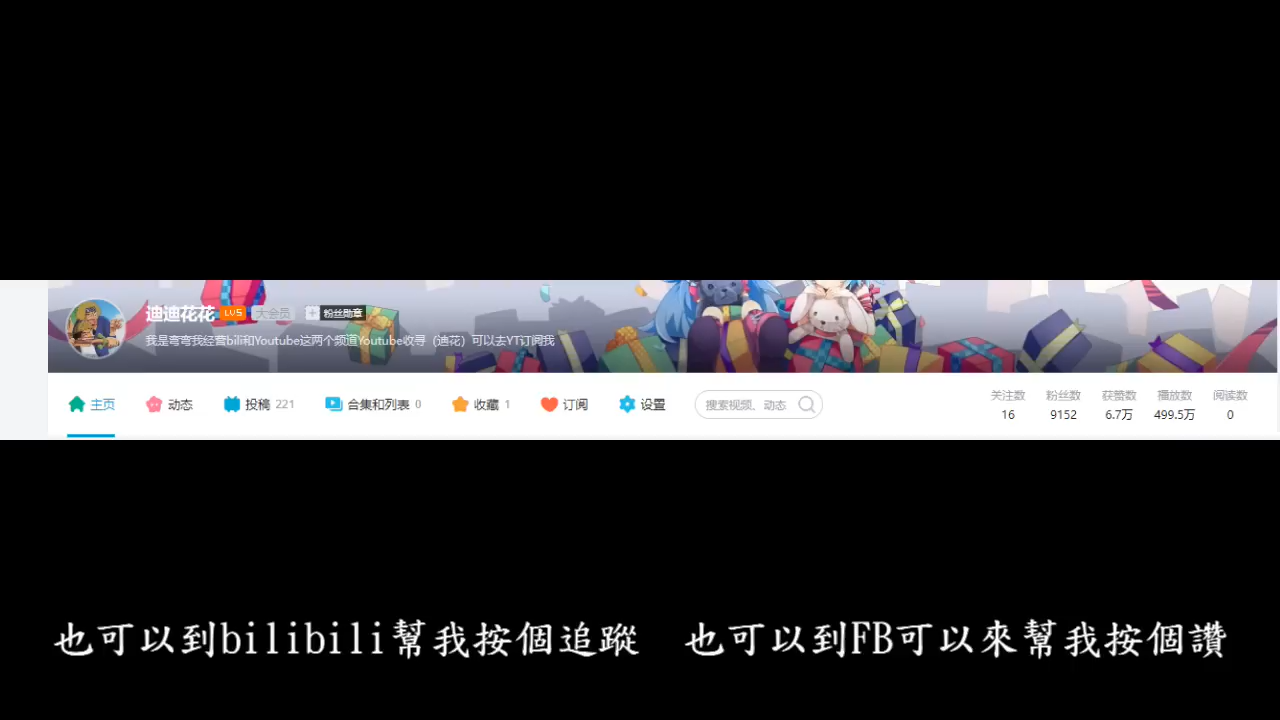 迪迪花花 LV5 大会员 粉丝勋章
我是弯弯我经营bili和Youtube这两个频道Youtube收寻（迪花）可以去YT订阅我
主页 动态 投稿 221 合集和列表 0 收藏 1 订阅 设置 搜索视频、动态
关注数 粉丝数 获赞数 播放数 阅读数
16 9152 6.7万 499.5万 0
也可以到bilibili幫我按個追蹤 也可以到FB可以來幫我按個讚